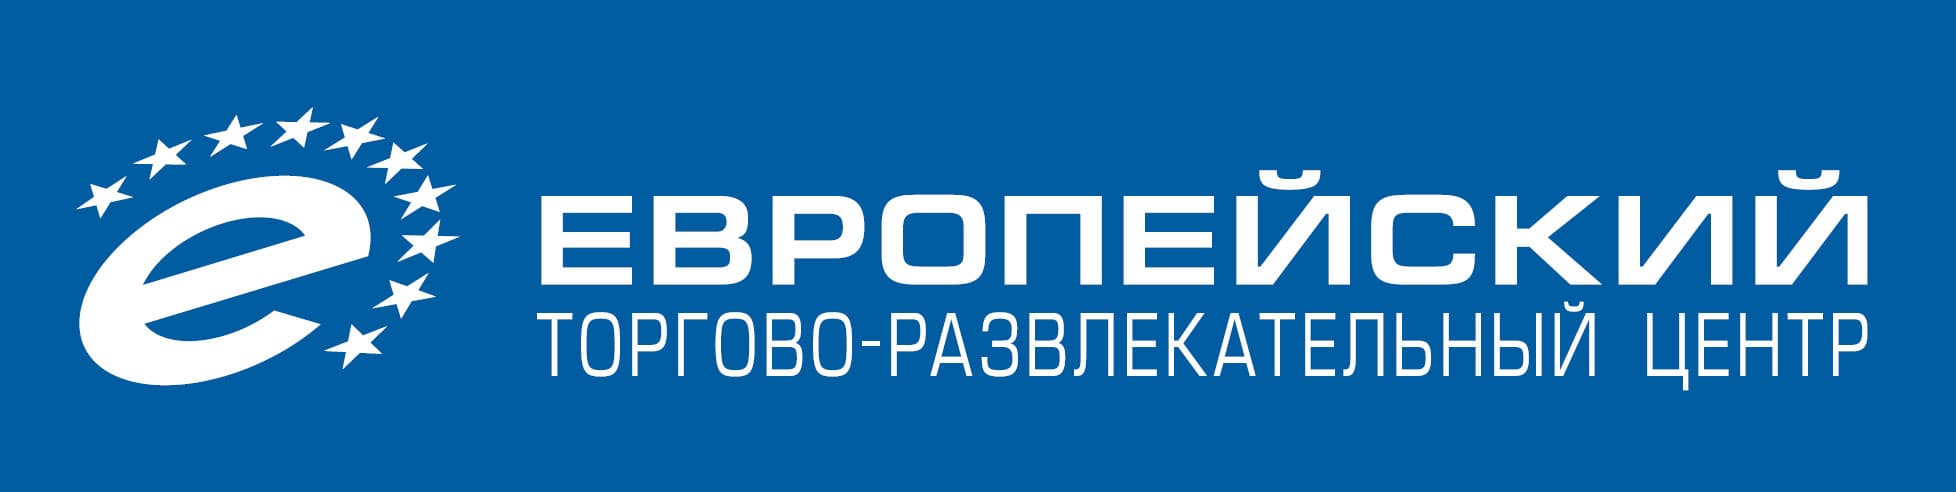 ЕВРОПЕЙСКИЙ
ТОРГОВО-РАЗВЛЕКАТЕЛЬНЫЙ ЦЕНТР